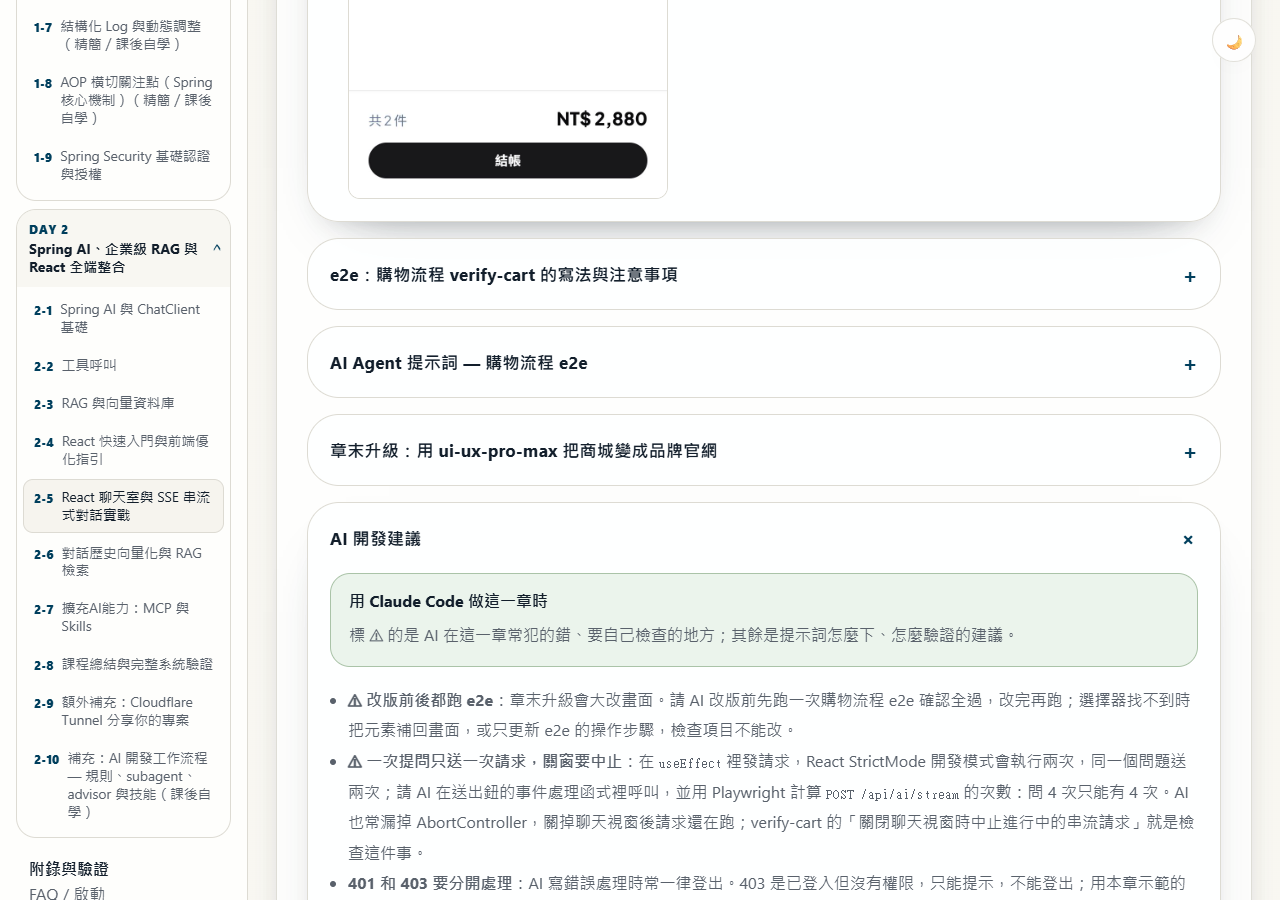 1-7 結構化 Log 與動態調整
（精簡 / 課後自學）
1-8 AOP 橫切關注點（Spring
核心機制）（精簡 / 課後
自學）
1-9 Spring Security 基礎認證
與授權
DAY 2
Spring AI、企業級 RAG 與
React 全端整合
^
2-1 Spring AI 與 ChatClient
基礎
2-2 工具呼叫
2-3 RAG 與向量資料庫
2-4 React 快速入門與前端優
化指引
2-5 React 聊天室與 SSE 串流
式對話實戰
2-6 對話歷史向量化與 RAG
檢索
2-7 擴充AI能力：MCP 與
Skills
2-8 課程總結與完整系統驗證
2-9 額外補充：Cloudflare
Tunnel 分享你的專案
2-10 補充：AI 開發工作流程
— 規則、subagent、
advisor 與技能（課後自
學）
附錄與驗證
FAQ / 啟動
共 2 件 NT$ 2,880
結帳
e2e：購物流程 verify-cart 的寫法與注意事項 +
AI Agent 提示詞 — 購物流程 e2e +
章末升級：用 ui-ux-pro-max 把商城變成品牌官網 +
AI 開發建議 ×
用 Claude Code 做這一章時
標 ⚠ 的是 AI 在這一章常犯的錯、要自己檢查的地方；其餘是提示詞怎麼下、怎麼驗證的建議。
• ⚠ 改版前後都跑 e2e：章末升級會大改畫面。請 AI 改版前先跑一次購物流程 e2e 確認全過，改完再跑；選擇器找不到時
把元素補回畫面，或只更新 e2e 的操作步驟，檢查項目不能改。
• ⚠ 一次提問只送一次請求，關窗要中止：在 useEffect 裡發請求，React StrictMode 開發模式會執行兩次，同一個問題送
兩次；請 AI 在送出鈕的事件處理函式裡呼叫，並用 Playwright 計算 POST /api/ai/stream 的次數：問 4 次只能有 4 次。AI
也常漏掉 AbortController，關掉聊天視窗後請求還在跑；verify-cart 的「關閉聊天視窗時中止進行中的串流請求」就是檢
查這件事。
• 401 和 403 要分開處理：AI 寫錯誤處理時常一律登出。403 是已登入但沒有權限，只能提示，不能登出；用本章示範的